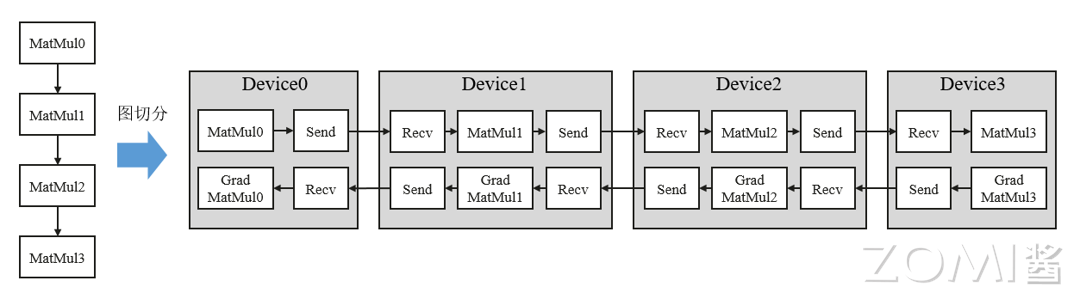 MatMul0
MatMul1
MatMul2
MatMul3
图切分
Device0
MatMul0
Send
Grad
MatMul0
Recv
Device1
Recv
MatMul1
Send
Send
Grad
MatMul1
Recv
Device2
Recv
MatMul2
Send
Send
Grad
MatMul2
Recv
Device3
Recv
MatMul3
Send
Grad
MatMul3
ZOMI酱